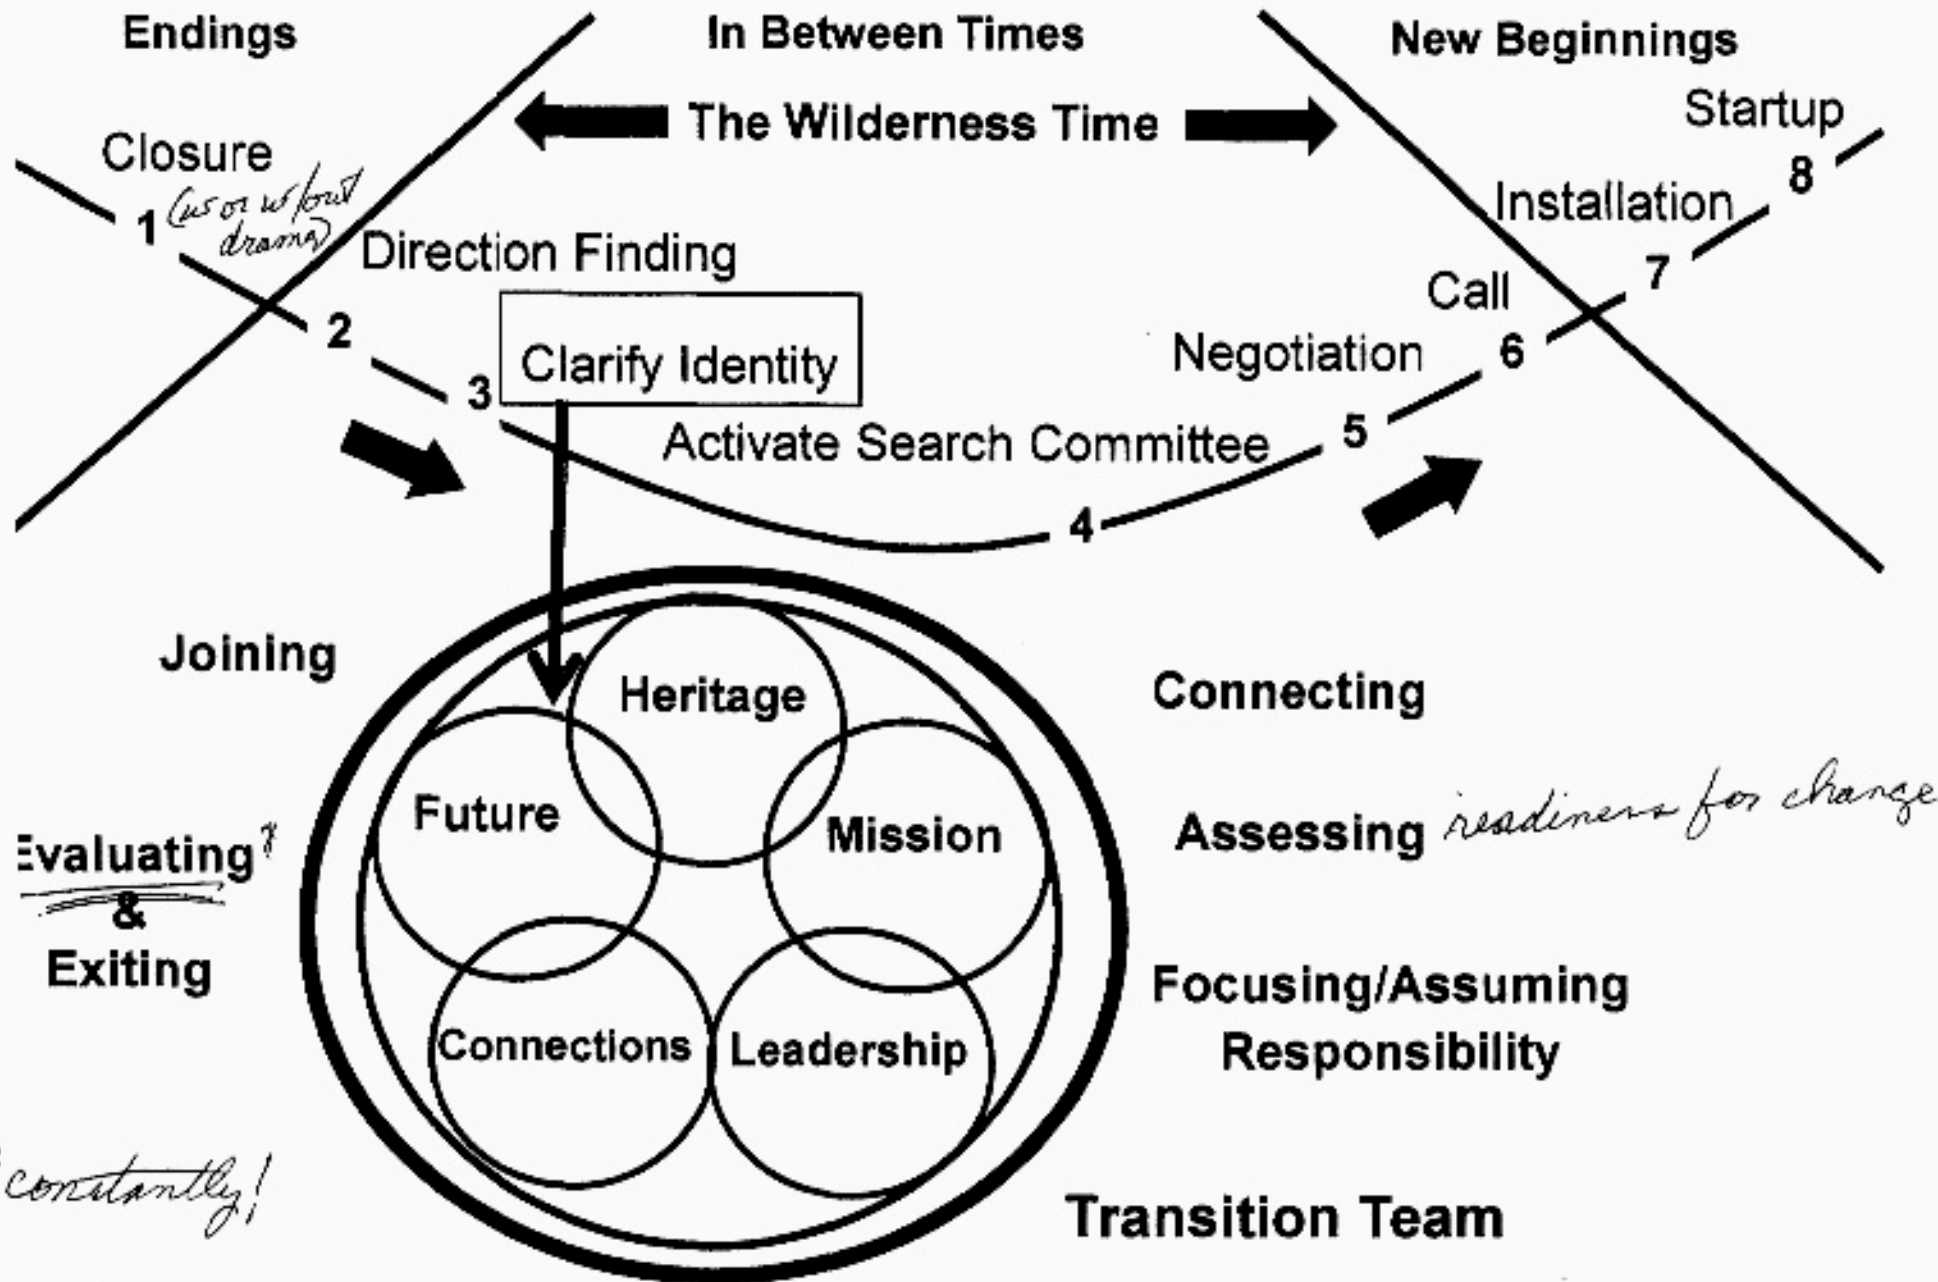 Endings
In Between Times
New Beginnings
The Wilderness Time
Startup
8
Closure
1 (w or w/out
drama)
Installation
7
Direction Finding
2
Call
6
Clarify Identity
3
Negotiation
5
Activate Search Committee
4
Joining
Heritage
Connecting
Future
Mission
Assessing readiness for change
Evaluating*
&
Exiting
Focusing/Assuming
Responsibility
Connections
Leadership
constantly!
Transition Team